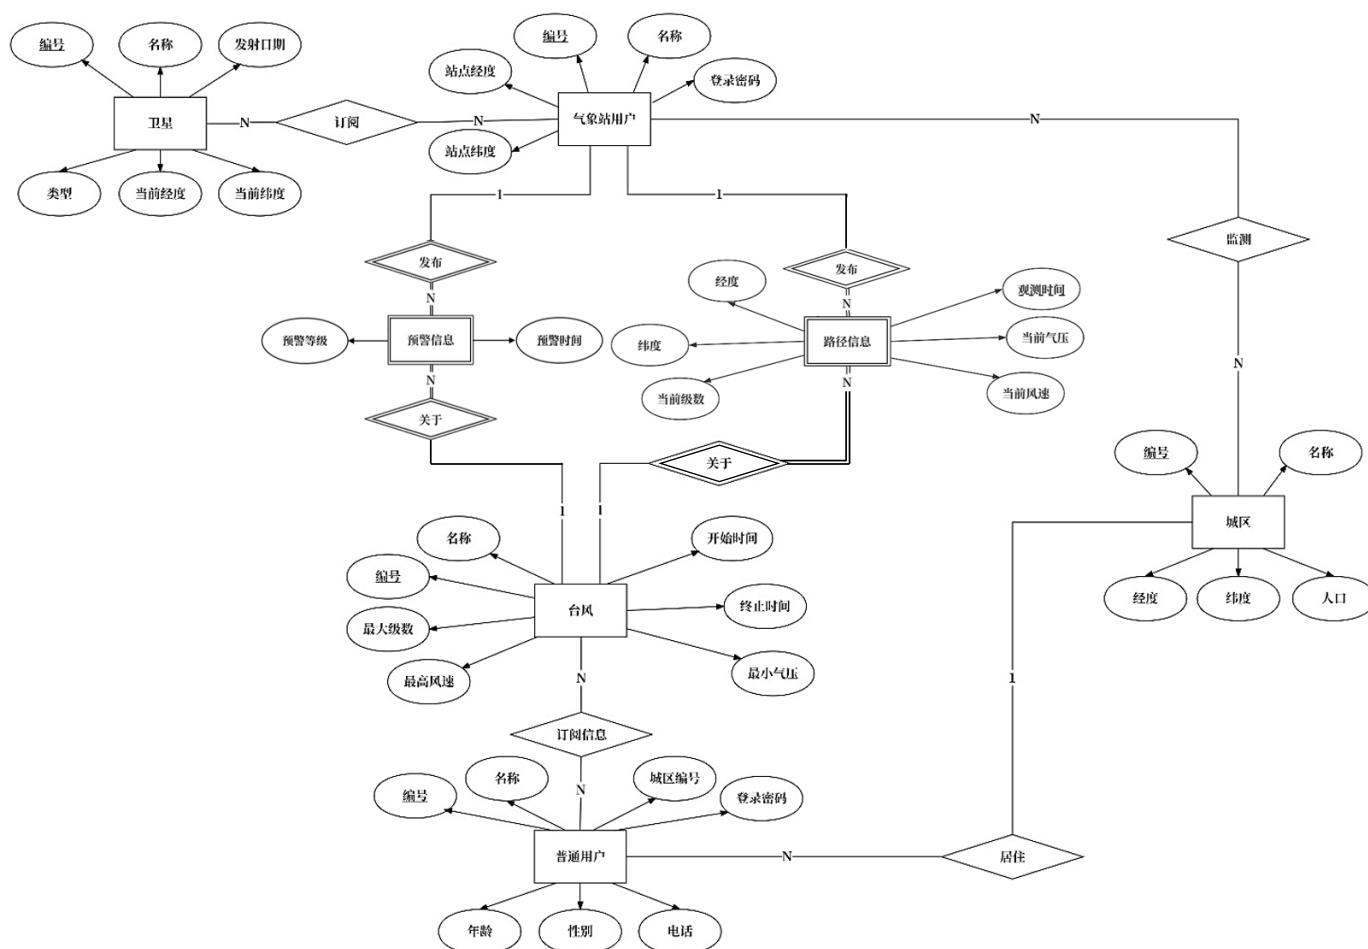 编号
名称
发射日期
卫星
类型
当前经度
当前纬度
N
订阅
N
编号
名称
站点经度
登录密码
气象站用户
站点纬度
N
监测
N
1
1
发布
N
预警等级
预警信息
预警时间
N
关于
1
发布
N
经度
观测时间
纬度
路径信息
当前气压
当前级数
当前风速
N
关于
1
编号
名称
城区
经度
纬度
人口
名称
开始时间
编号
台风
终止时间
最大级数
最高风速
最小气压
N
订阅信息
N
1
居住
N
名称
城区编号
编号
登录密码
普通用户
年龄
性别
电话